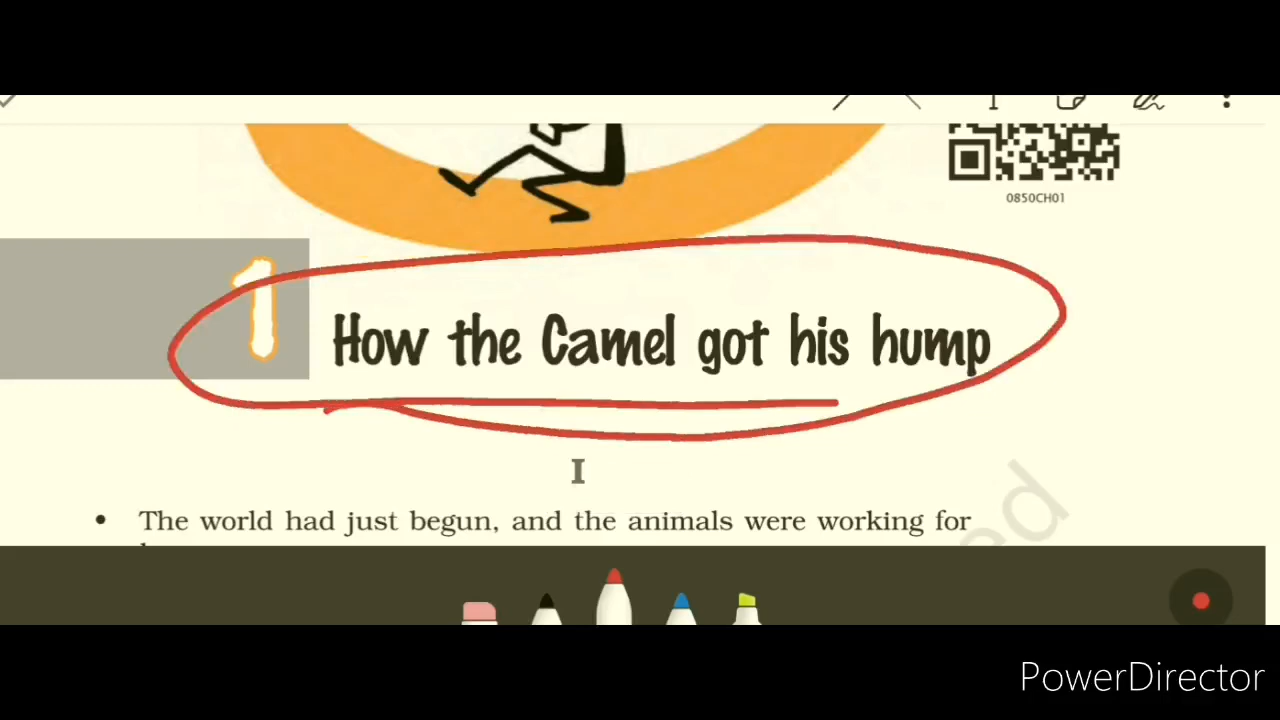 0850CH01
1
How the Camel got his hump
I
• The world had just begun, and the animals were working for
ed
PowerDirector